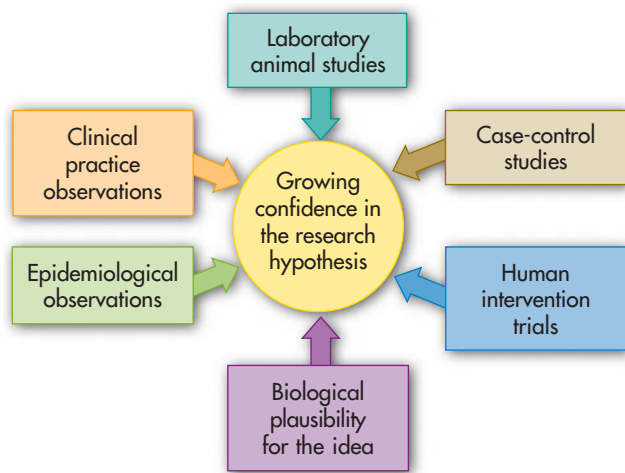 Laboratory
animal studies
Clinical
practice
observations
Case-control
studies
Growing
confidence in
the research
hypothesis
Epidemiological
observations
Human
intervention
trials
Biological
plausibility
for the idea